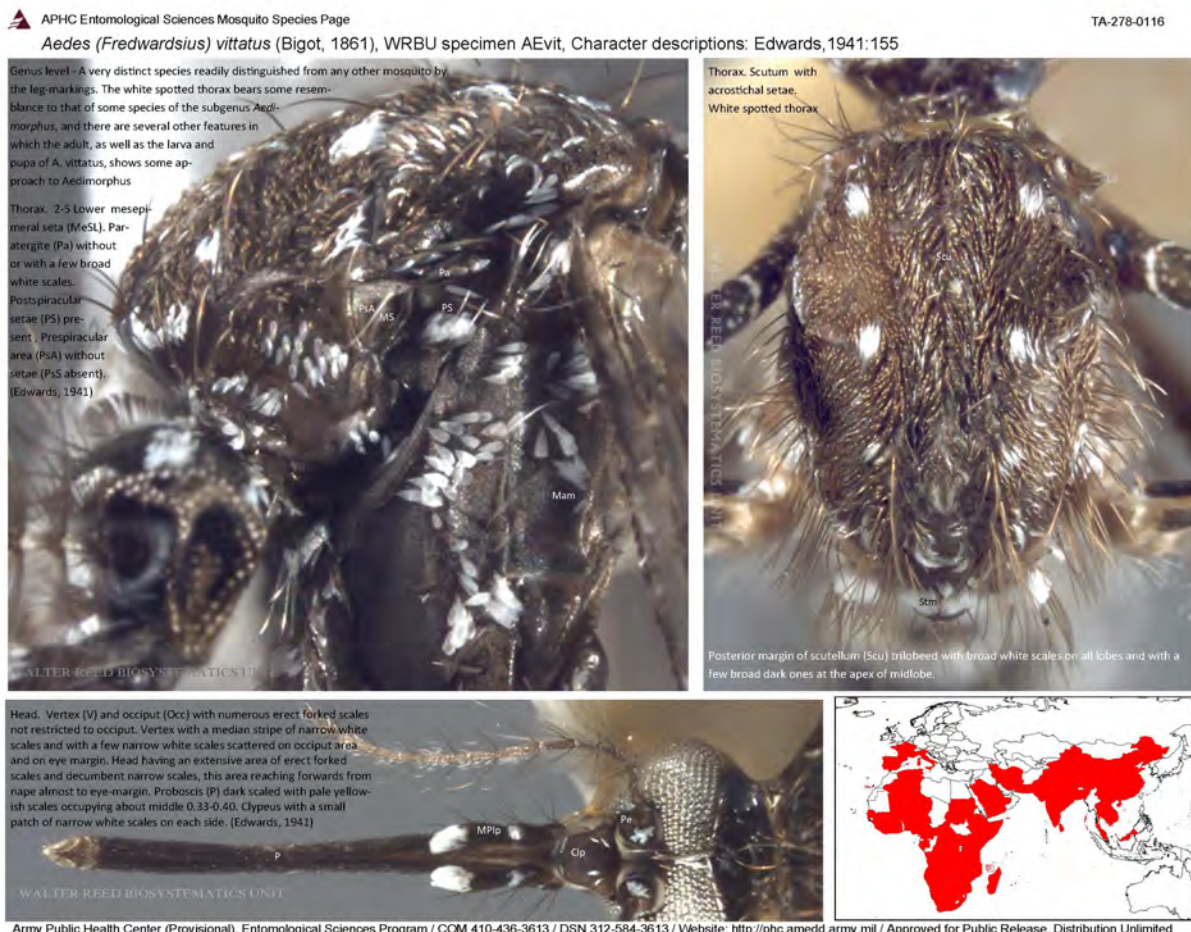 APHC Entomological Sciences Mosquito Species Page
TA-278-0116
Aedes (Fredwardsius) vittatus (Bigot, 1861), WRBU specimen AEvit, Character descriptions: Edwards,1941:155
Genus level - A very distinct species readily distinguished from any other mosquito by
the leg-markings. The white spotted thorax bears some resem-
blance to that of some species of the subgenus Aedi-
morphus, and there are several other features in
which the adult, as well as the larva and
pupa of A. vittatus, shows some ap-
proach to Aedimorphus
Thorax. 2-5 Lower mesepi-
meral seta (MeSL). Par-
atergite (Pa) without
or with a few broad
white scales.
Postspiracular
setae (PS) pre-
sent , Prespiracular
area (PsA) without
setae (PsS absent).
(Edwards, 1941)
Pa
PsA
MS
PS
Mam
WALTER REED BIOSYSTEMATICS UNIT
Thorax. Scutum with
acrostichal setae.
White spotted thorax
Scu
WALTER REED BIOSYSTEMATICS UNIT
Stm
Posterior margin of scutellum (Scu) trilobeed with broad white scales on all lobes and with a
few broad dark ones at the apex of midlobe.
Head. Vertex (V) and occiput (Occ) with numerous erect forked scales
not restricted to occiput. Vertex with a median stripe of narrow white
scales and with a few narrow white scales scattered on occiput area
and on eye margin. Head having an extensive area of erect forked
scales and decumbent narrow scales, this area reaching forwards from
nape almost to eye-margin. Proboscis (P) dark scaled with pale yellow-
ish scales occupying about middle 0.33-0.40. Clypeus with a small
patch of narrow white scales on each side. (Edwards, 1941)
MPlp
Pe
P
Clp
WALTER REED BIOSYSTEMATICS UNIT
Army Public Health Center (Provisional), Entomological Sciences Program / COM 410-436-3613 / DSN 312-584-3613 / Website: http://phc.amedd.army.mil / Approved for Public Release, Distribution Unlimited